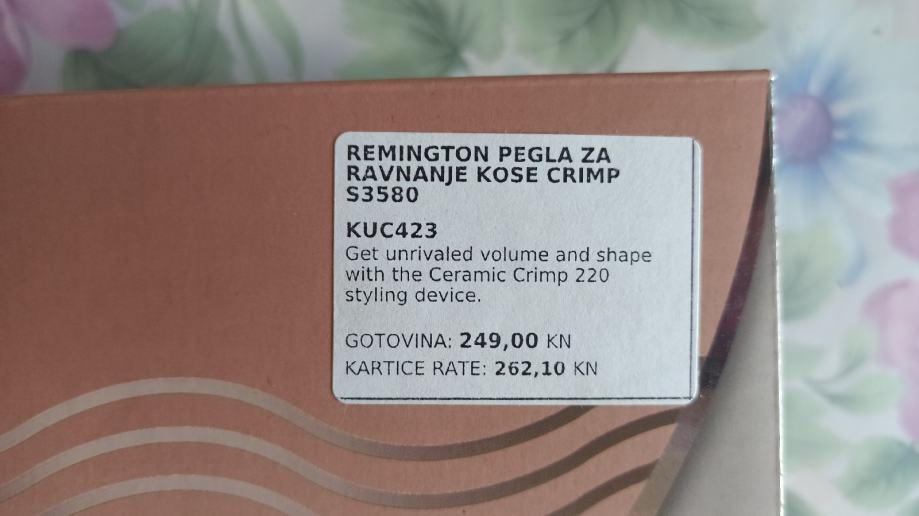 REMINGTON PEGLA ZA
RAVNANJE KOSE CRIMP
S3580
KUC423
Get unrivaled volume and shape
with the Ceramic Crimp 220
styling device.
GOTOVINA: 249,00 KN
KARTICE RATE: 262,10 KN